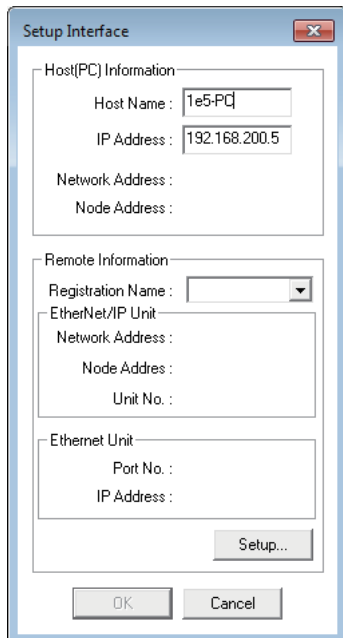 Setup Interface
Host(PC) Information
Host Name : 1e5-PC
IP Address : 192.168.200.5
Network Address :
Node Address :
Remote Information
Registration Name :
EtherNet/IP Unit
Network Address :
Node Addres :
Unit No. :
Ethernet Unit
Port No. :
IP Address :
Setup...
OK Cancel